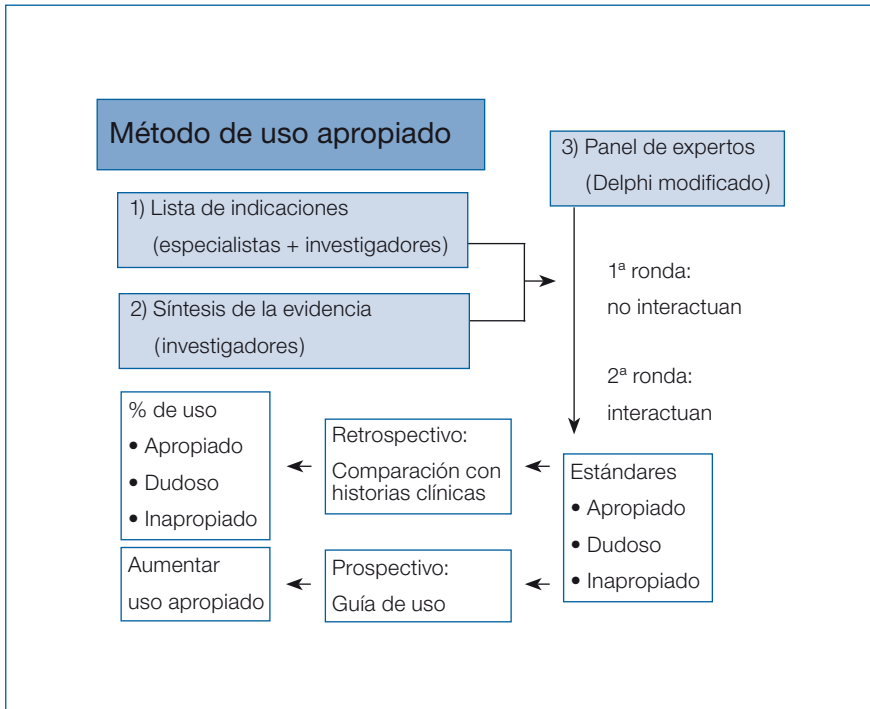 Método de uso apropiado
1) Lista de indicaciones
(especialistas + investigadores)
2) Síntesis de la evidencia
(investigadores)
3) Panel de expertos
(Delphi modificado)
1ª ronda:
no interactuan
2ª ronda:
interactuan
Estándares
• Apropiado
• Dudoso
• Inapropiado
Retrospectivo:
Comparación con
historias clínicas
% de uso
• Apropiado
• Dudoso
• Inapropiado
Prospectivo:
Guía de uso
Aumentar
uso apropiado